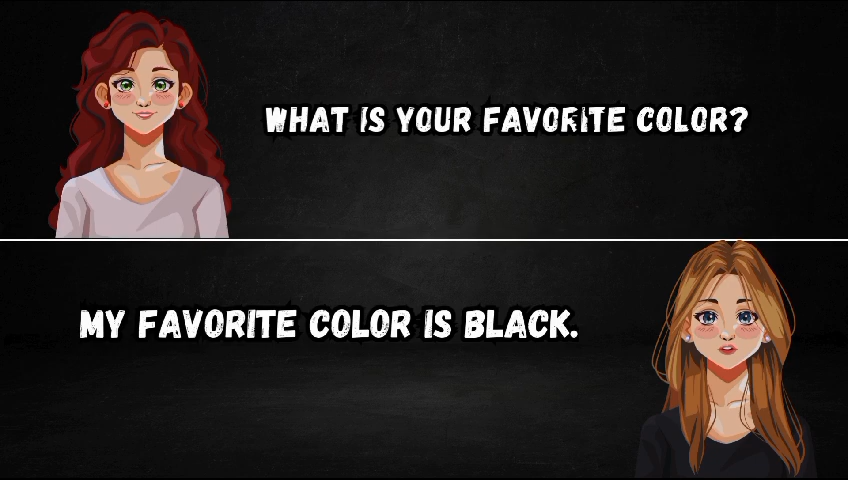 WHAT IS YOUR FAVORITE COLOR?
MY FAVORITE COLOR IS BLACK.